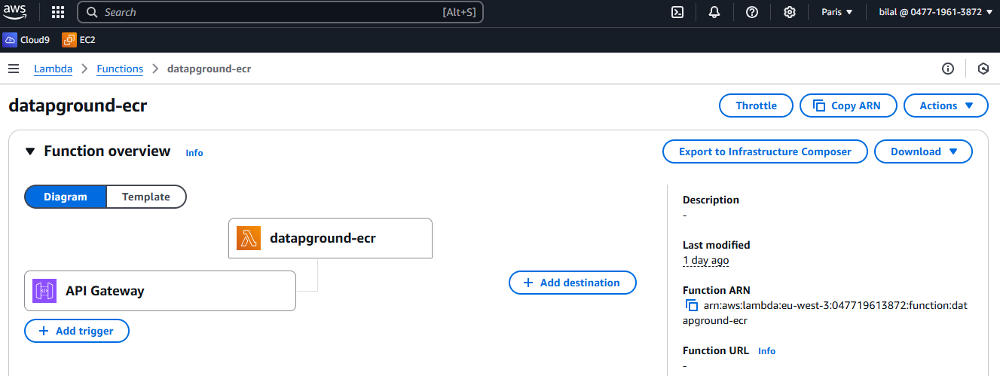 aws
Search [Alt+S] Paris bilal @ 0477-1961-3872
Cloud9 EC2
Lambda Functions datapground-ecr
datapground-ecr Throttle Copy ARN Actions
Function overview Info Export to Infrastructure Composer Download
Diagram Template
datapground-ecr
API Gateway
Add trigger
Add destination
Description
-
Last modified
1 day ago
Function ARN
arn:aws:lambda:eu-west-3:047719613872:function:dat
apground-ecr
Function URL Info
-